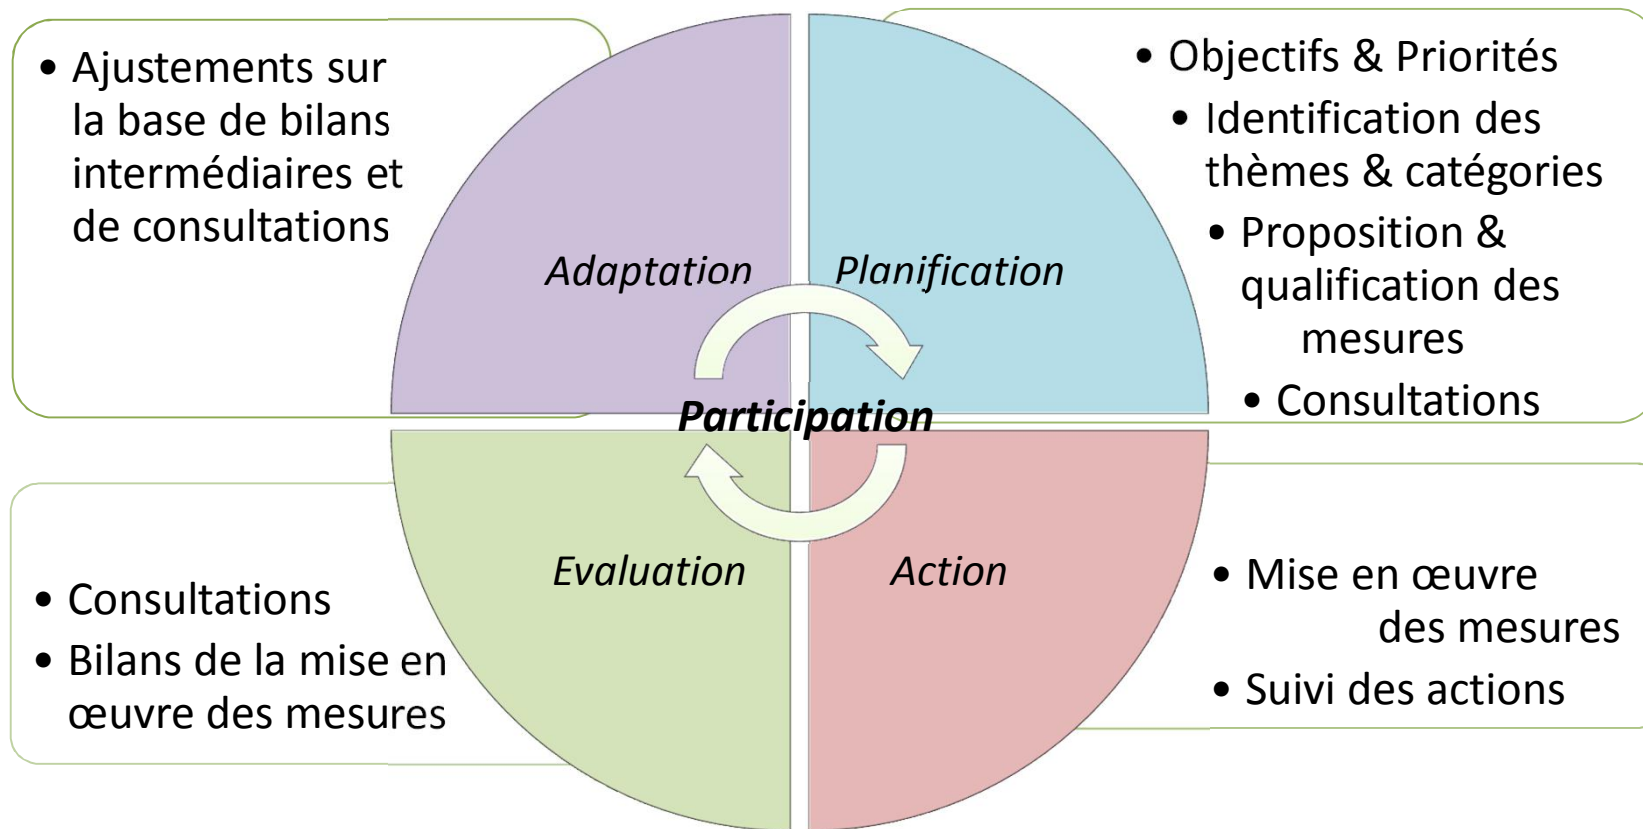 • Ajustements sur
la base de bilans
intermédiaires et
de consultations
• Objectifs & Priorités
• Identification des
thèmes & catégories
• Proposition &
qualification des
mesures
• Consultations
Adaptation
Planification
Participation
Evaluation
Action
• Consultations
• Bilans de la mise en
œuvre des mesures
• Mise en œuvre
des mesures
• Suivi des actions